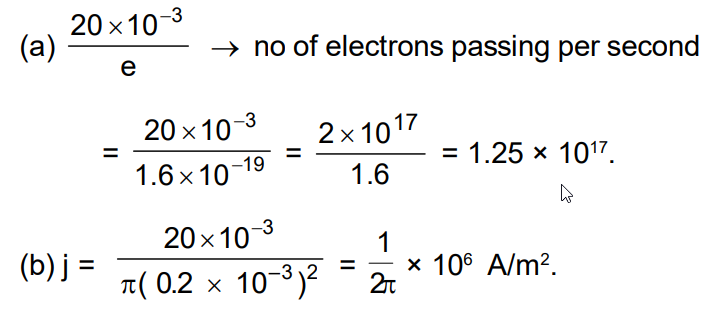 (a) 20 × 10⁻³ / e → no of electrons passing per second
= 20 × 10⁻³ / 1.6 × 10⁻¹⁹ = 2 × 10¹⁷ / 1.6 = 1.25 × 10¹⁷.
(b) j = 20 × 10⁻³ / π( 0.2 × 10⁻³ )² = 1 / 2π × 10⁶ A/m².